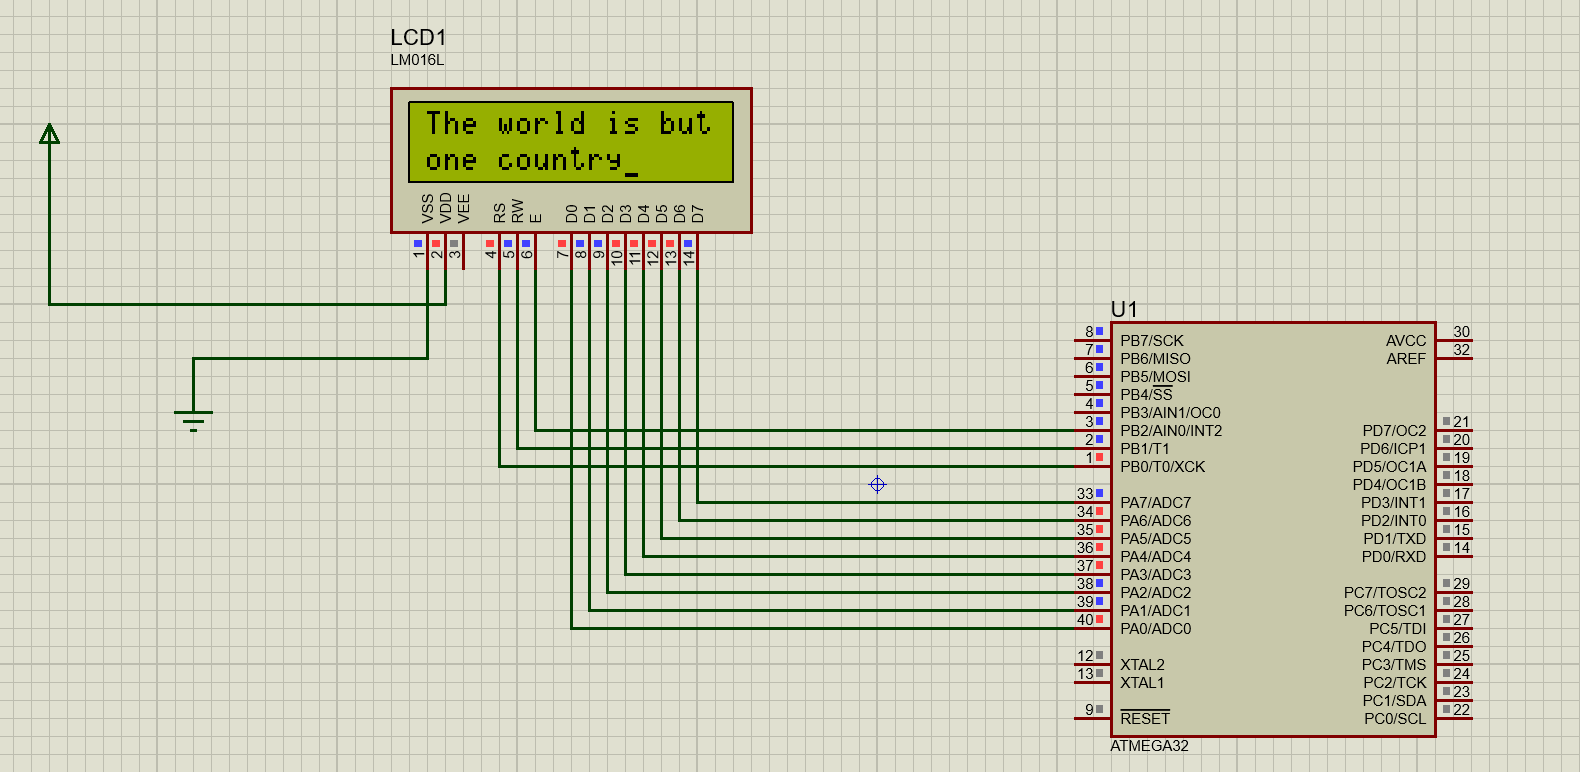 LCD1
LM016L
The world is but
one country_
VSS VDD VEE RS RW E D0 D1 D2 D3 D4 D5 D6 D7
1 2 3 4 5 6 7 8 9 10 11 12 13 14
U1
8 PB7/SCK
7 PB6/MISO
6 PB5/MOSI
5 PB4/SS
4 PB3/AIN1/OC0
3 PB2/AIN0/INT2
2 PB1/T1
1 PB0/T0/XCK
33 PA7/ADC7
34 PA6/ADC6
35 PA5/ADC5
36 PA4/ADC4
37 PA3/ADC3
38 PA2/ADC2
39 PA1/ADC1
40 PA0/ADC0
12 XTAL2
13 XTAL1
9 RESET
AVCC 30
AREF 32
PD7/OC2 21
PD6/ICP1 20
PD5/OC1A 19
PD4/OC1B 18
PD3/INT1 17
PD2/INT0 16
PD1/TXD 15
PD0/RXD 14
PC7/TOSC2 29
PC6/TOSC1 28
PC5/TDI 27
PC4/TDO 26
PC3/TMS 25
PC2/TCK 24
PC1/SDA 23
PC0/SCL 22
ATMEGA32